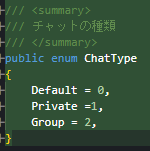 + /// <summary>
+ /// チャットの種類
+ /// </summary>
+ public enum ChatType
+ {
+     Default = 0,
+     Private =1,
+     Group = 2,
+ }